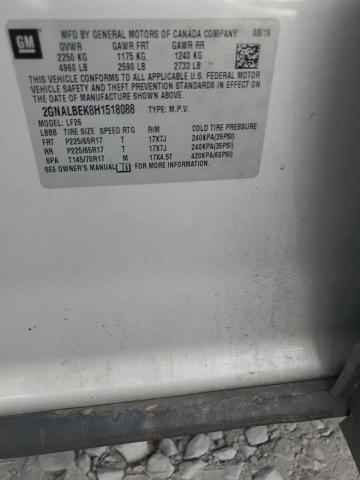 GM
MFD BY GENERAL MOTORS OF CANADA COMPANY 08/16
GVWR GAWR FRT GAWR RR
2250 KG 1175 KG 1240 KG
4960 LB 2590 LB 2733 LB
THIS VEHICLE CONFORMS TO ALL APPLICABLE U.S. FEDERAL MOTOR
VEHICLE SAFETY AND THEFT PREVENTION STANDARDS IN EFFECT ON THE
DATE OF MANUFACTURE SHOWN ABOVE.
2GNALBEK8H1518088 TYPE: M.P.V.
MODEL: LF26
LBBB TIRE SIZE SPEED RTG RIM COLD TIRE PRESSURE
FRT P225/65R17 T 17X7J 240KPA(35PSI)
RR P225/65R17 T 17X7J 240KPA(35PSI)
SPA T145/70R17 M 17X4.5T 420KPA(60PSI)
SEE OWNER'S MANUAL FOR MORE INFORMATION.